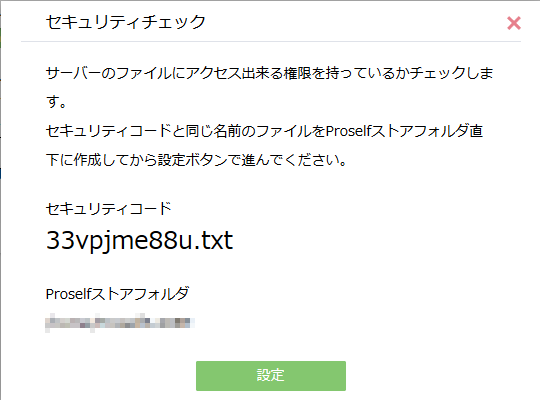 セキュリティチェック
サーバーのファイルにアクセス出来る権限を持っているかチェックしま
す。
セキュリティコードと同じ名前のファイルをProselfストアフォルダ直
下に作成してから設定ボタンで進んでください。
セキュリティコード
33vpjme88u.txt
Proselfストアフォルダ
設定